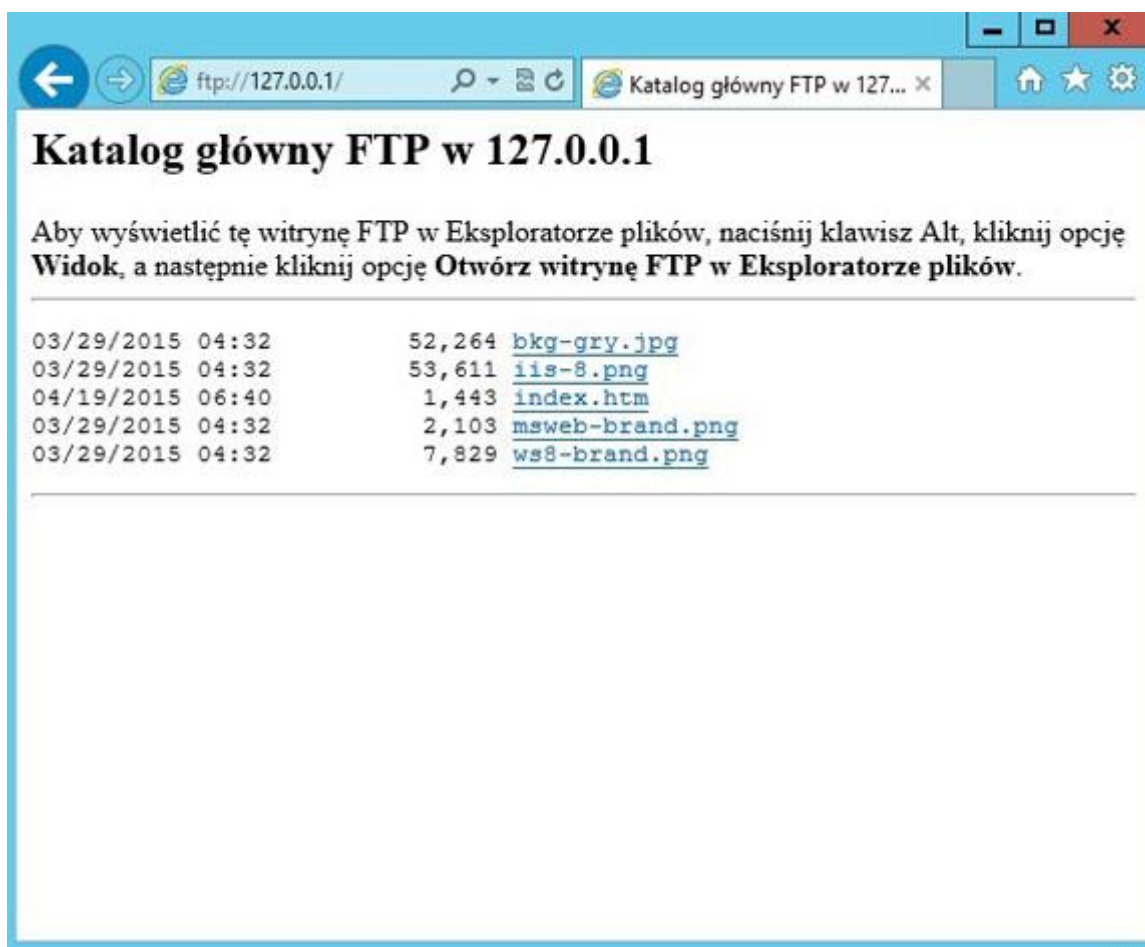 ftp://127.0.0.1/
Katalog główny FTP w 127...
Katalog główny FTP w 127.0.0.1
Aby wyświetlić tę witrynę FTP w Eksploratorze plików, naciśnij klawisz Alt, kliknij opcję
Widok, a następnie kliknij opcję Otwórz witrynę FTP w Eksploratorze plików.
03/29/2015 04:32 52,264 bkg-gry.jpg
03/29/2015 04:32 53,611 iis-8.png
04/19/2015 06:40 1,443 index.htm
03/29/2015 04:32 2,103 msweb-brand.png
03/29/2015 04:32 7,829 ws8-brand.png